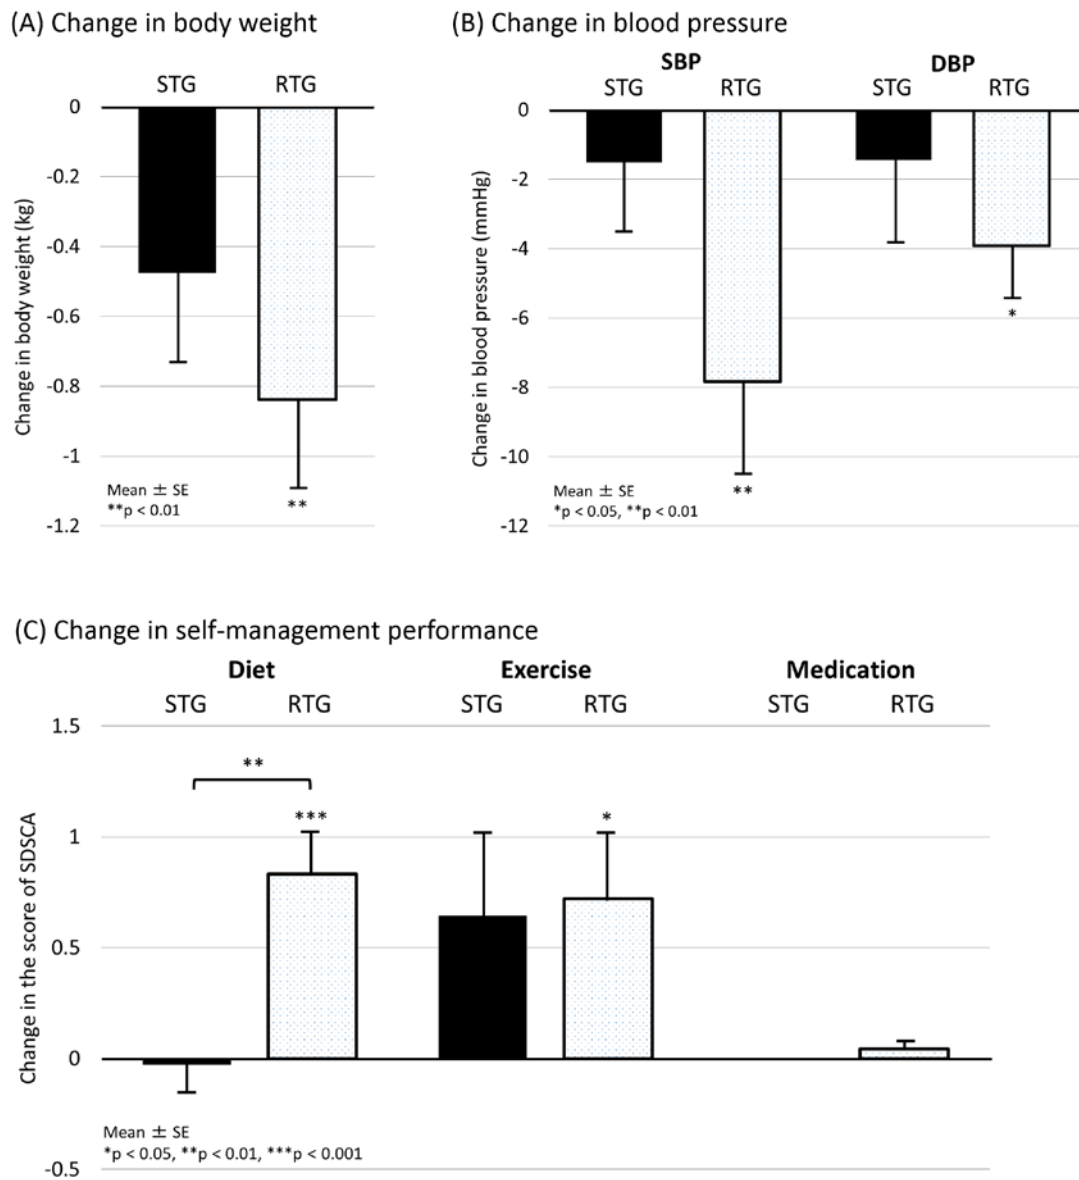 (A) Change in body weight
STG RTG
0
-0.2
-0.4
-0.6
-0.8
-1
-1.2
Change in body weight (kg)
**
Mean ± SE
**p < 0.01
(B) Change in blood pressure
SBP DBP
STG RTG STG RTG
0
-2
-4
-6
-8
-10
-12
Change in blood pressure (mmHg)
*
**
Mean ± SE
*p < 0.05, **p < 0.01
(C) Change in self-management performance
Diet Exercise Medication
STG RTG STG RTG STG RTG
1.5
1
0.5
0
-0.5
Change in the score of SDSCA
**
*** *
Mean ± SE
*p < 0.05, **p < 0.01, ***p < 0.001